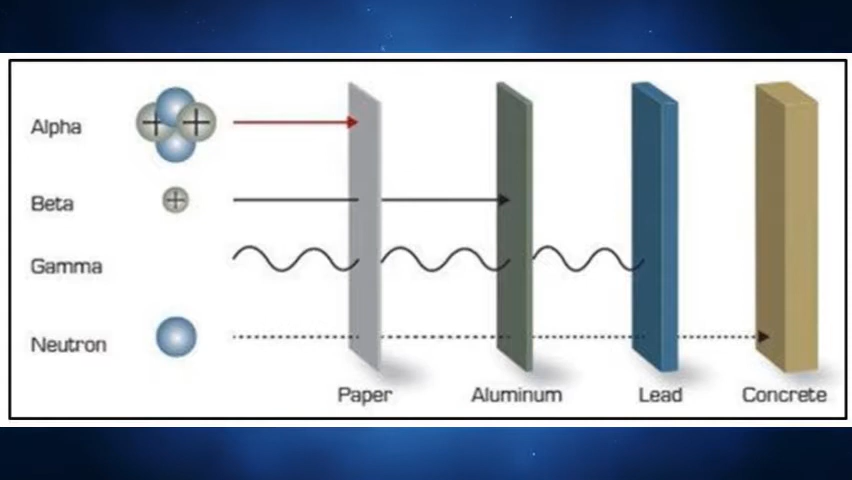 Alpha
Beta
Gamma
Neutron
Paper Aluminum Lead Concrete